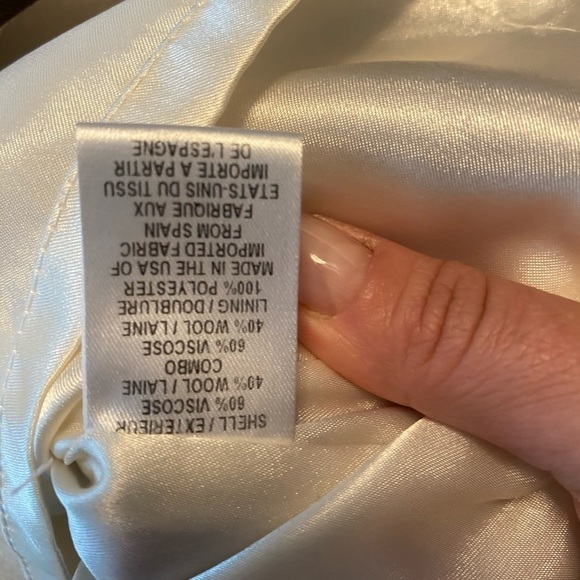 SHELL / EXTERIEUR
60% VISCOSE
40% WOOL / LAINE
COMBO
60% VISCOSE
40% WOOL / LAINE
LINING / DOUBLURE
100% POLYESTER
MADE IN THE USA OF
IMPORTED FABRIC
FROM SPAIN
FABRIQUE AUX
ETATS-UNIS DU TISSU
IMPORTE A PARTIR
DE L'ESPAGNE